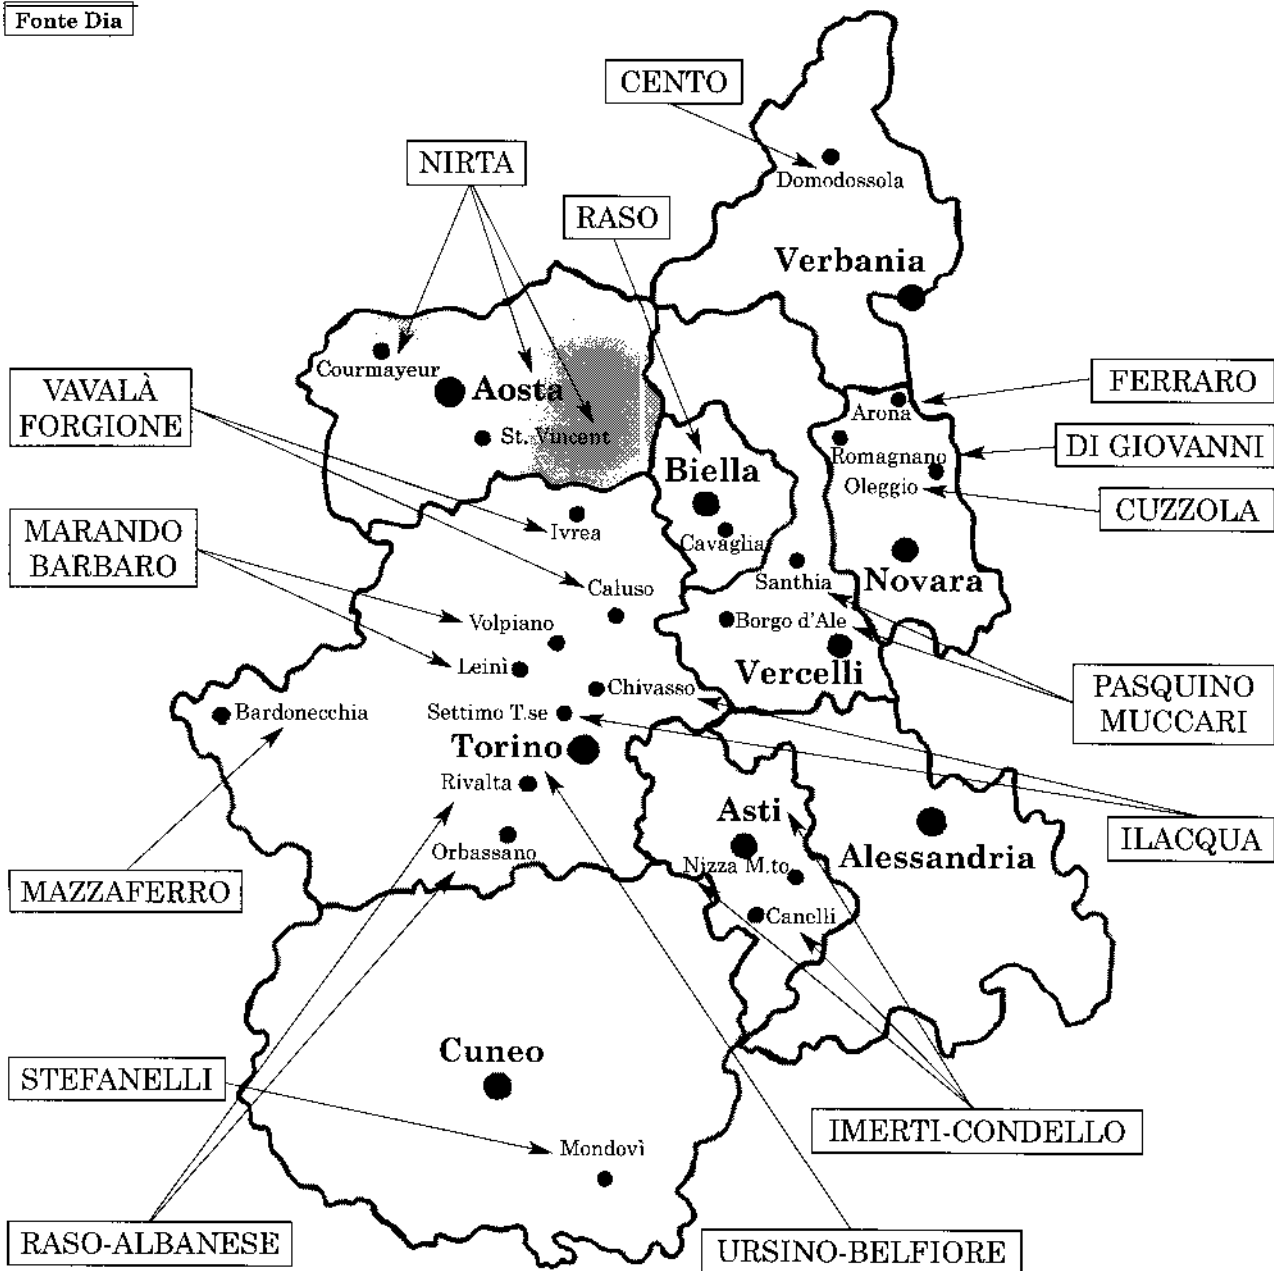 Fonte Dia
CENTO
NIRTA
Domodossola
RASO
Verbania
Courmayeur
Aosta
VAVALÀ
FORGIONE
FERRARO
Arona
St. Vincent
DI GIOVANNI
Romagnano
Biella
Oleggio
CUZZOLA
MARANDO
BARBARO
Ivrea
Cavaglia
Santhia
Novara
Caluso
Volpiano
Borgo d'Ale
Leinì
Vercelli
Chivasso
PASQUINO
MUCCARI
Bardonecchia
Settimo T.se
Torino
Rivalta
Asti
ILACQUA
Orbassano
Nizza M.to
Alessandria
MAZZAFERRO
Canelli
Cuneo
STEFANELLI
IMERTI-CONDELLO
Mondovì
RASO-ALBANESE
URSINO-BELFIORE